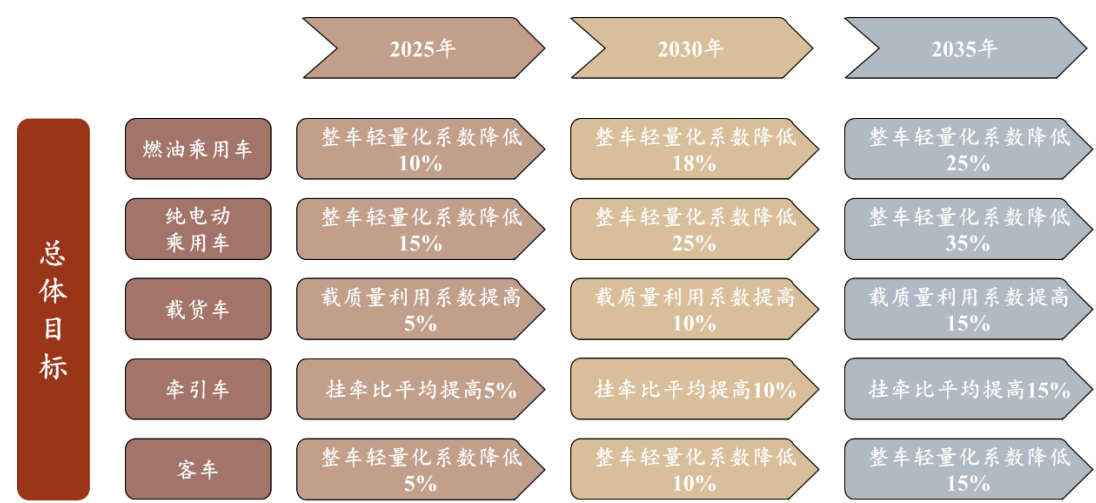 2025年
2030年
2035年
总体目标
燃油乘用车
整车轻量化系数降低
10%
整车轻量化系数降低
18%
整车轻量化系数降低
25%
纯电动
乘用车
整车轻量化系数降低
15%
整车轻量化系数降低
25%
整车轻量化系数降低
35%
载货车
载质量利用系数提高
5%
载质量利用系数提高
10%
载质量利用系数提高
15%
牵引车
挂牵比平均提高5%
挂牵比平均提高10%
挂牵比平均提高15%
客车
整车轻量化系数降低
5%
整车轻量化系数降低
10%
整车轻量化系数降低
15%